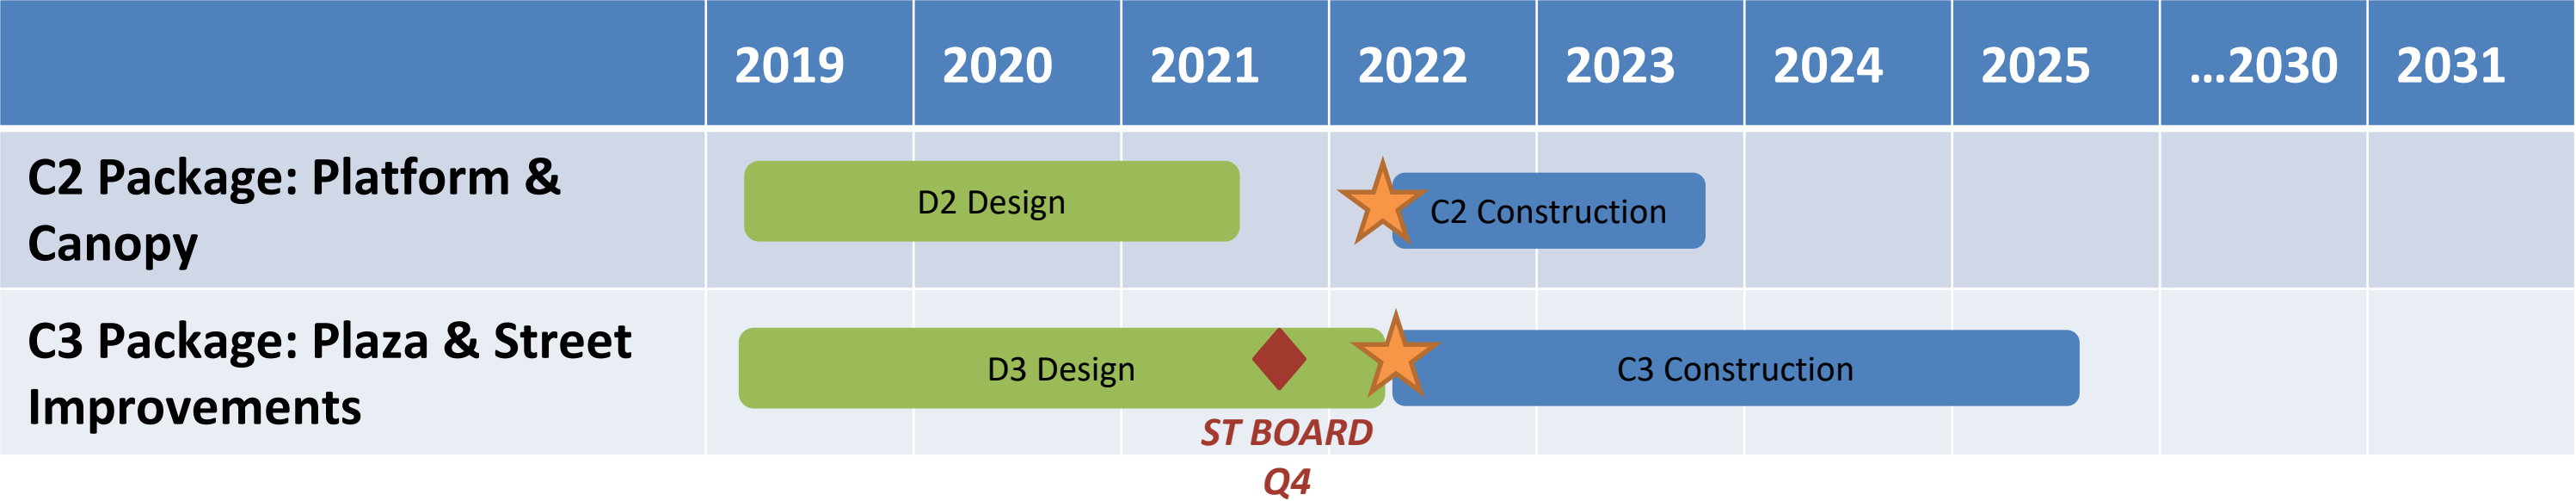 2019 2020 2021 2022 2023 2024 2025 ...2030 2031
C2 Package: Platform &
Canopy
D2 Design
C2 Construction
C3 Package: Plaza & Street
Improvements
D3 Design
C3 Construction
ST BOARD
Q4